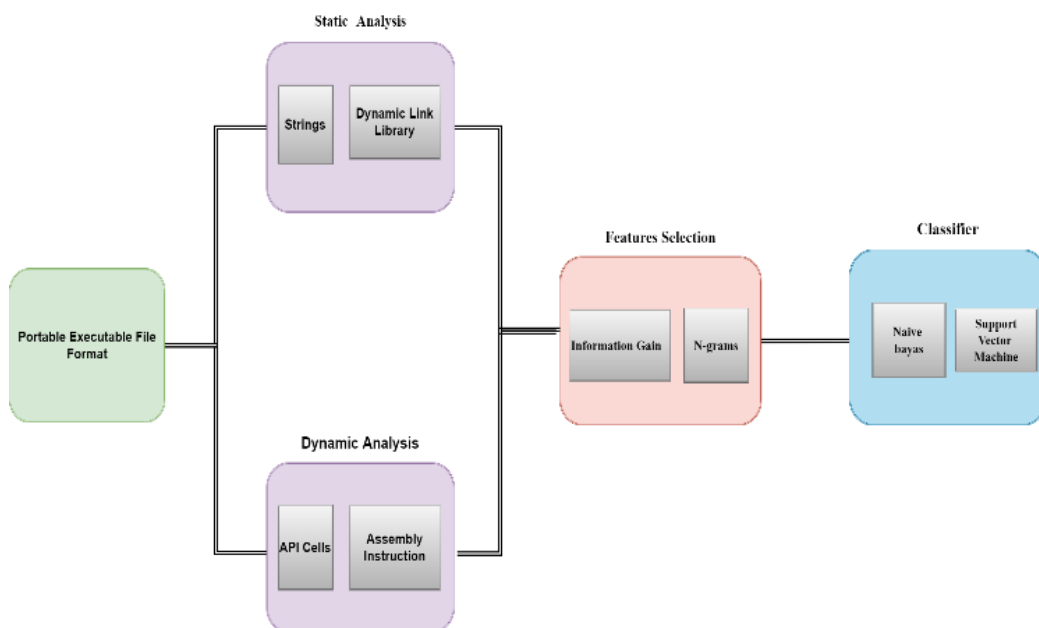 Static Analysis
Strings
Dynamic Link
Library
Features Selection
Classifier
Portable Executable File
Format
Information Gain
N-grams
Naive
bayas
Support
Vector
Machine
Dynamic Analysis
API Cells
Assembly
Instruction